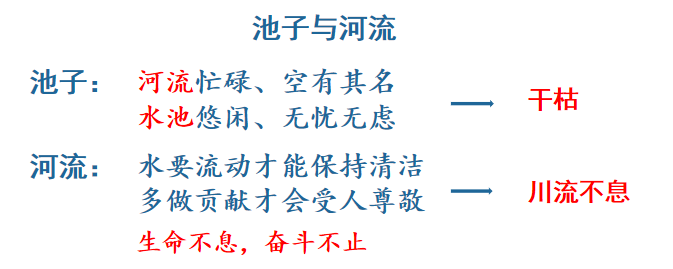 池子与河流
池子：
河流忙碌、空有其名
水池悠闲、无忧无虑
干枯
河流：
水要流动才能保持清洁
多做贡献才会受人尊敬
川流不息
生命不息，奋斗不止